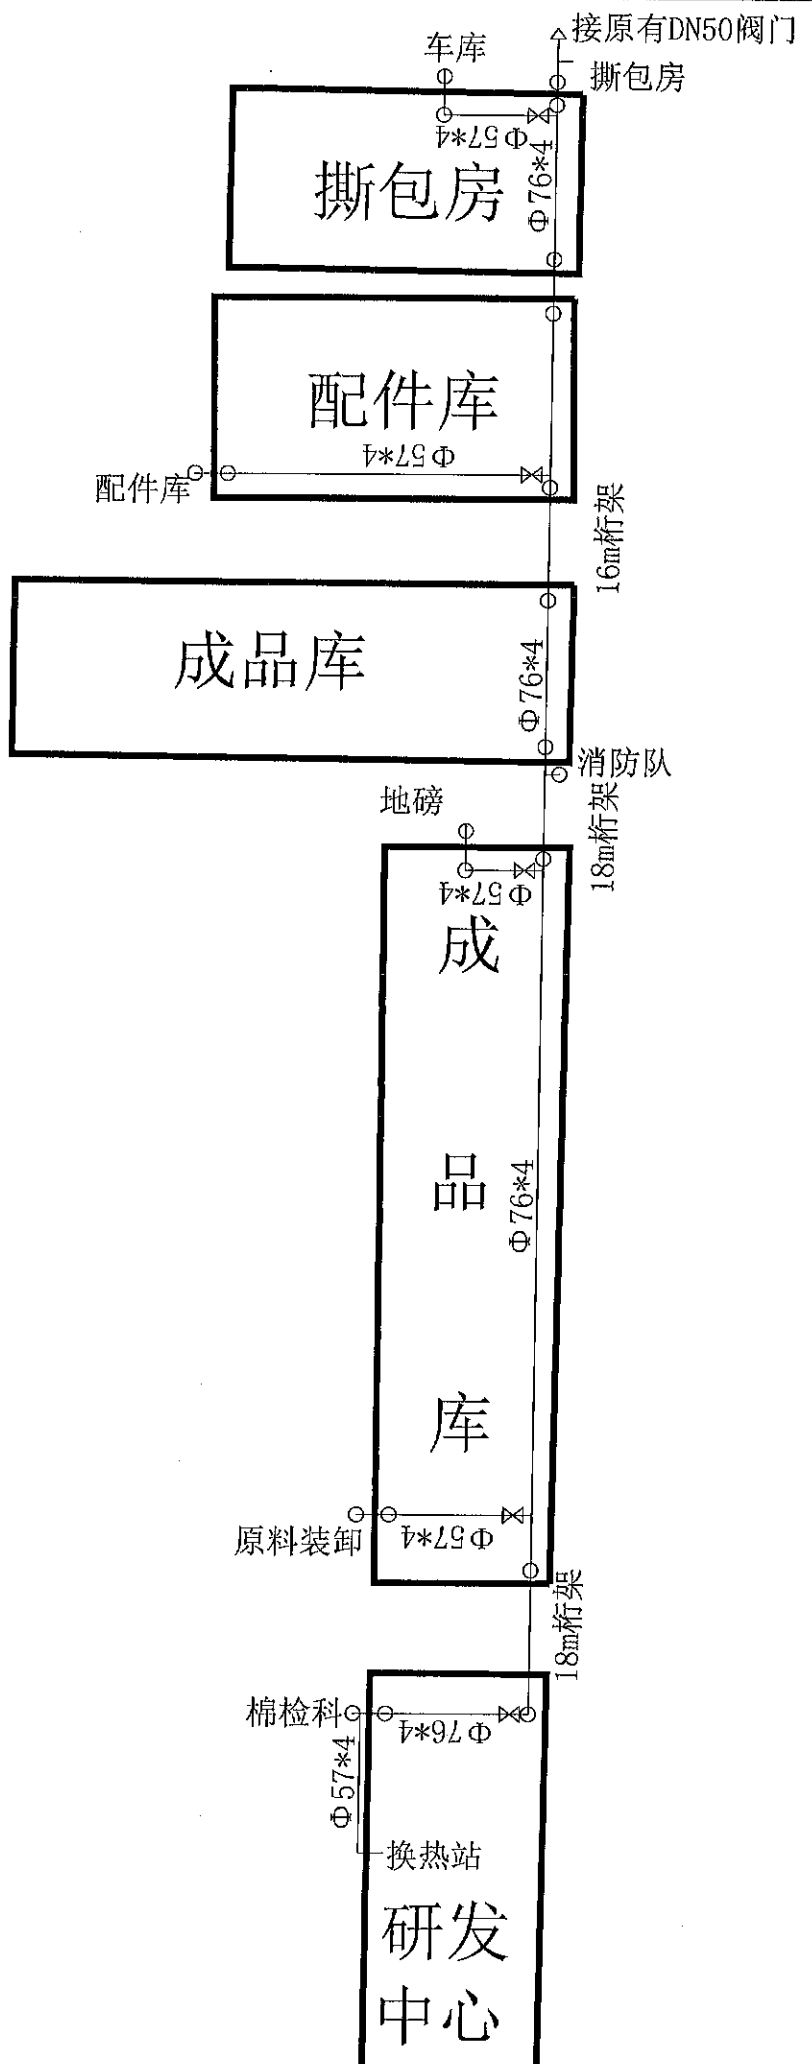 接原有DN50阀门
车库
撕包房
Φ57*4
Φ76*4
撕包房
配件库
Φ57*4
配件库
16m桁架
成品库
Φ76*4
消防队
地磅
18m桁架
Φ57*4
成
品
Φ76*4
库
原料装卸
Φ57*4
18m桁架
棉检科
Φ76*4
Φ57*4
换热站
研发
中心